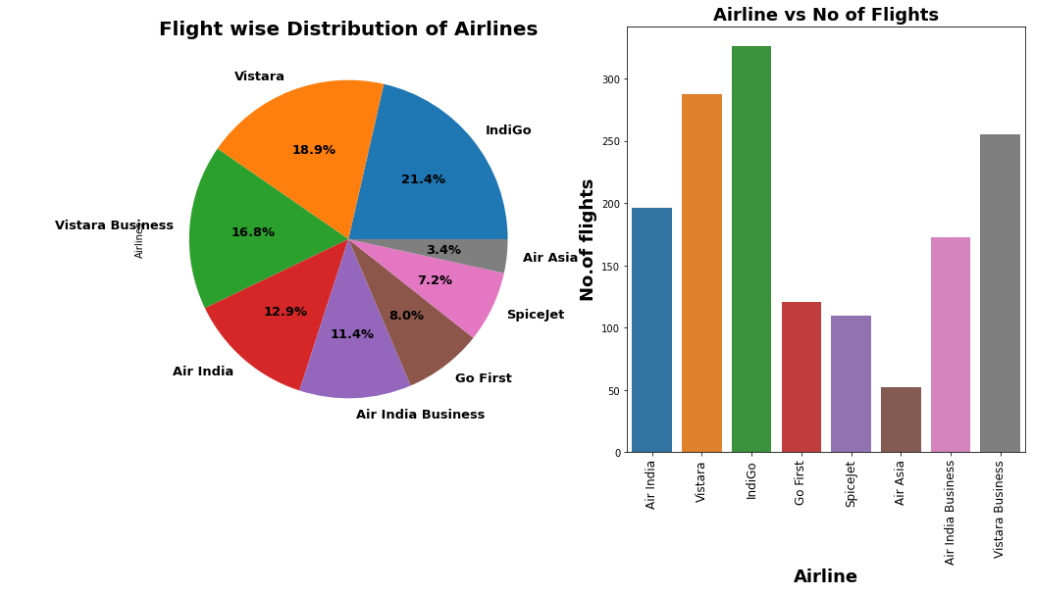 Flight wise Distribution of Airlines
Vistara
IndiGo
18.9%
21.4%
Vistara Business
Airlines
16.8%
3.4%
Air Asia
7.2%
12.9%
8.0%
SpiceJet
11.4%
Air India
Go First
Air India Business
Airline vs No of Flights
No.of flights
300
250
200
150
100
50
0
Air India
Vistara
IndiGo
Go First
SpiceJet
Air Asia
Air India Business
Vistara Business
Airline